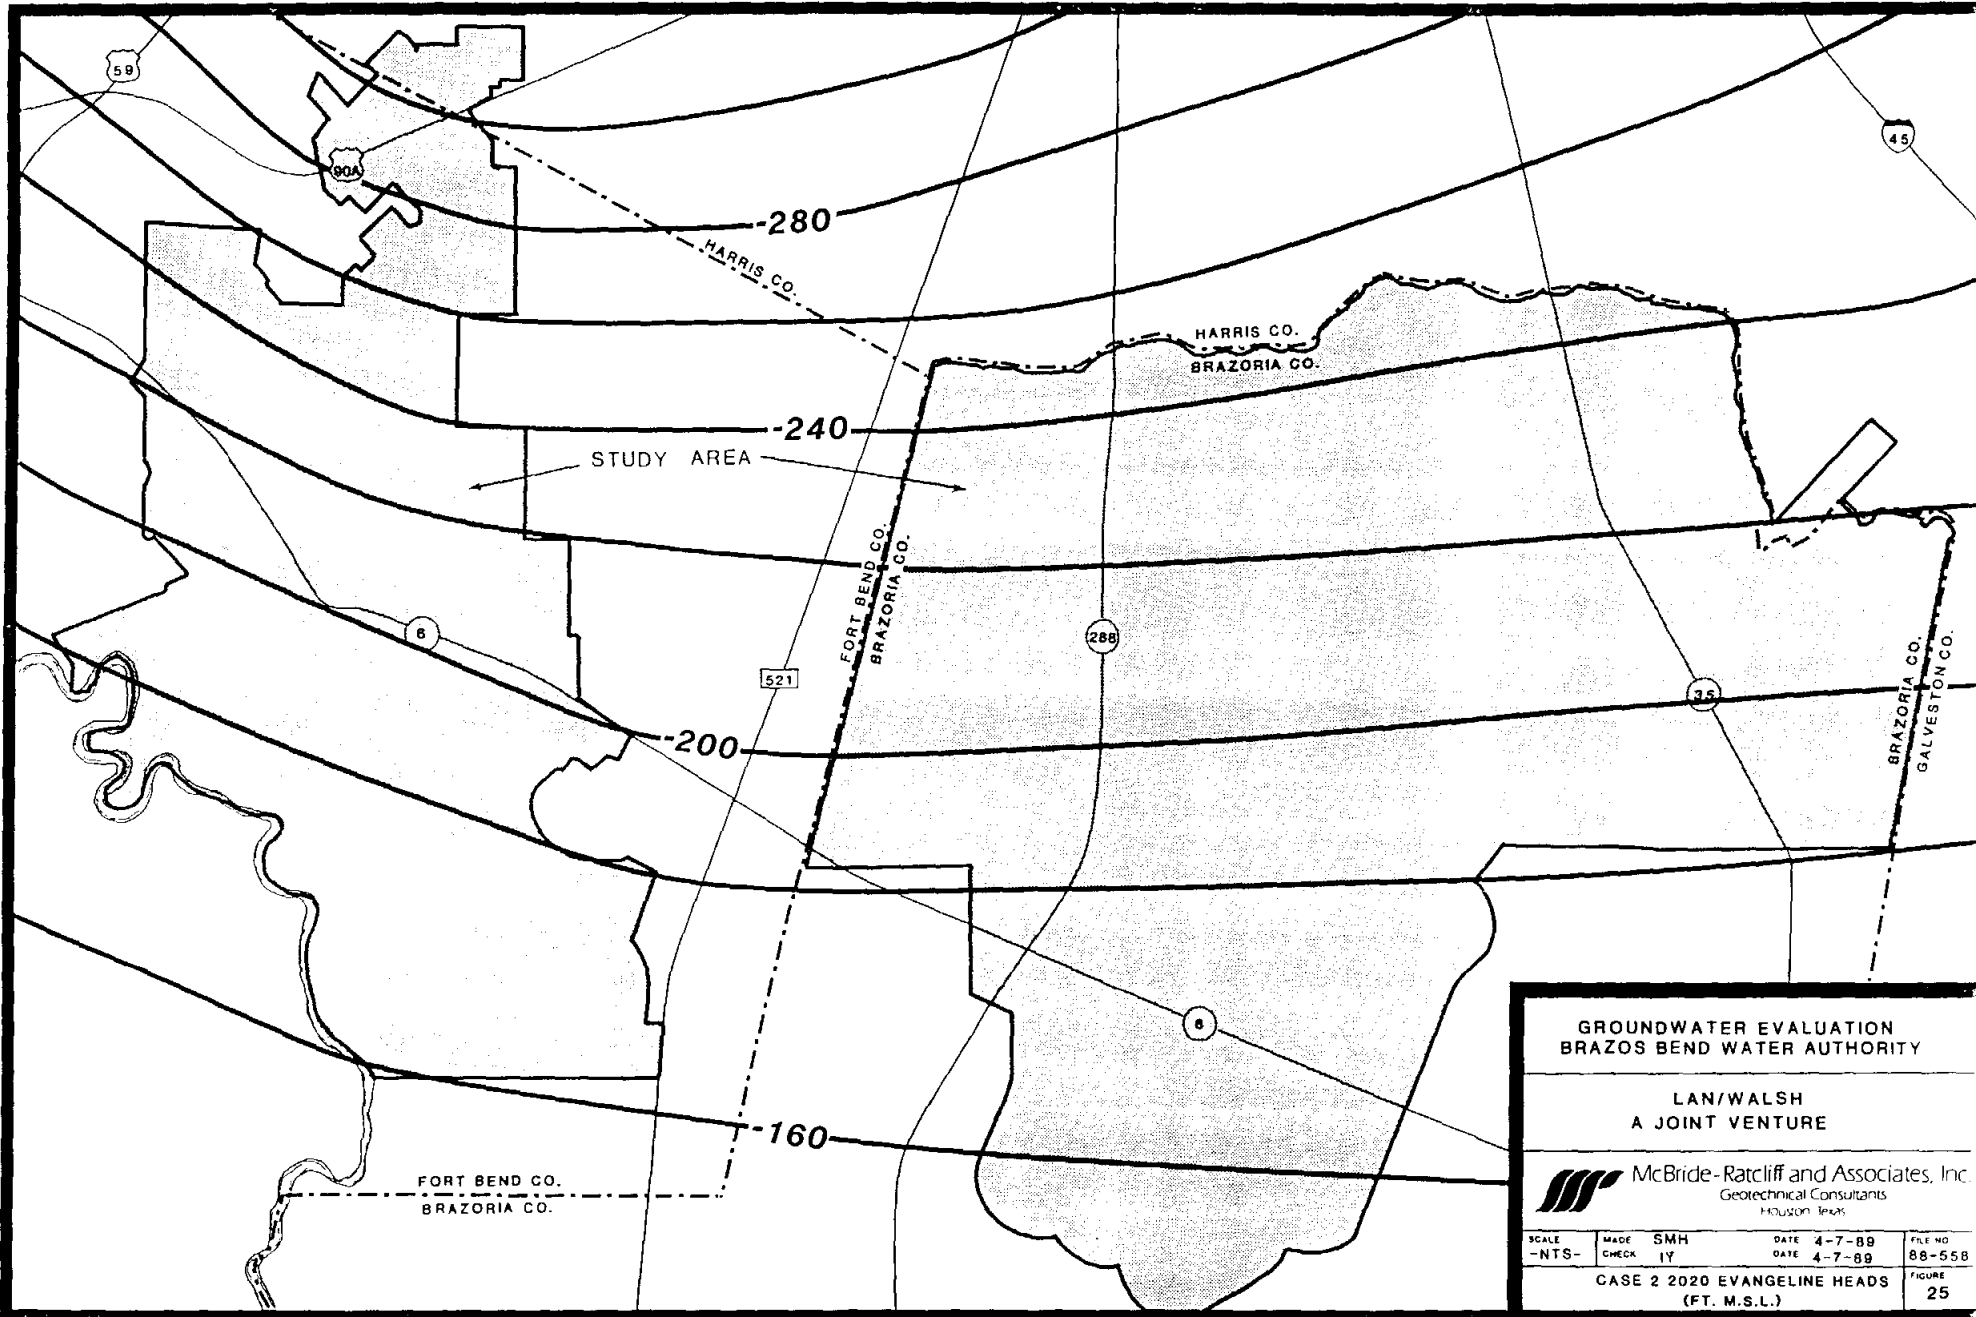 59
90A
45
-280
HARRIS CO.
HARRIS CO.
BRAZORIA CO.
-240
STUDY AREA
FORT BEND CO.
BRAZORIA CO.
6
288
521
35
BRAZORIA CO.
GALVESTON CO.
-200
6
-160
FORT BEND CO.
BRAZORIA CO.
GROUNDWATER EVALUATION
BRAZOS BEND WATER AUTHORITY
LAN/WALSH
A JOINT VENTURE
McBride-Ratcliff and Associates, Inc.
Geotechnical Consultants
Houston Texas
SCALE MADE SMH DATE 4-7-89 FILE NO
-NTS- CHECK IY DATE 4-7-89 88-558
CASE 2 2020 EVANGELINE HEADS FIGURE
(FT. M.S.L.) 25